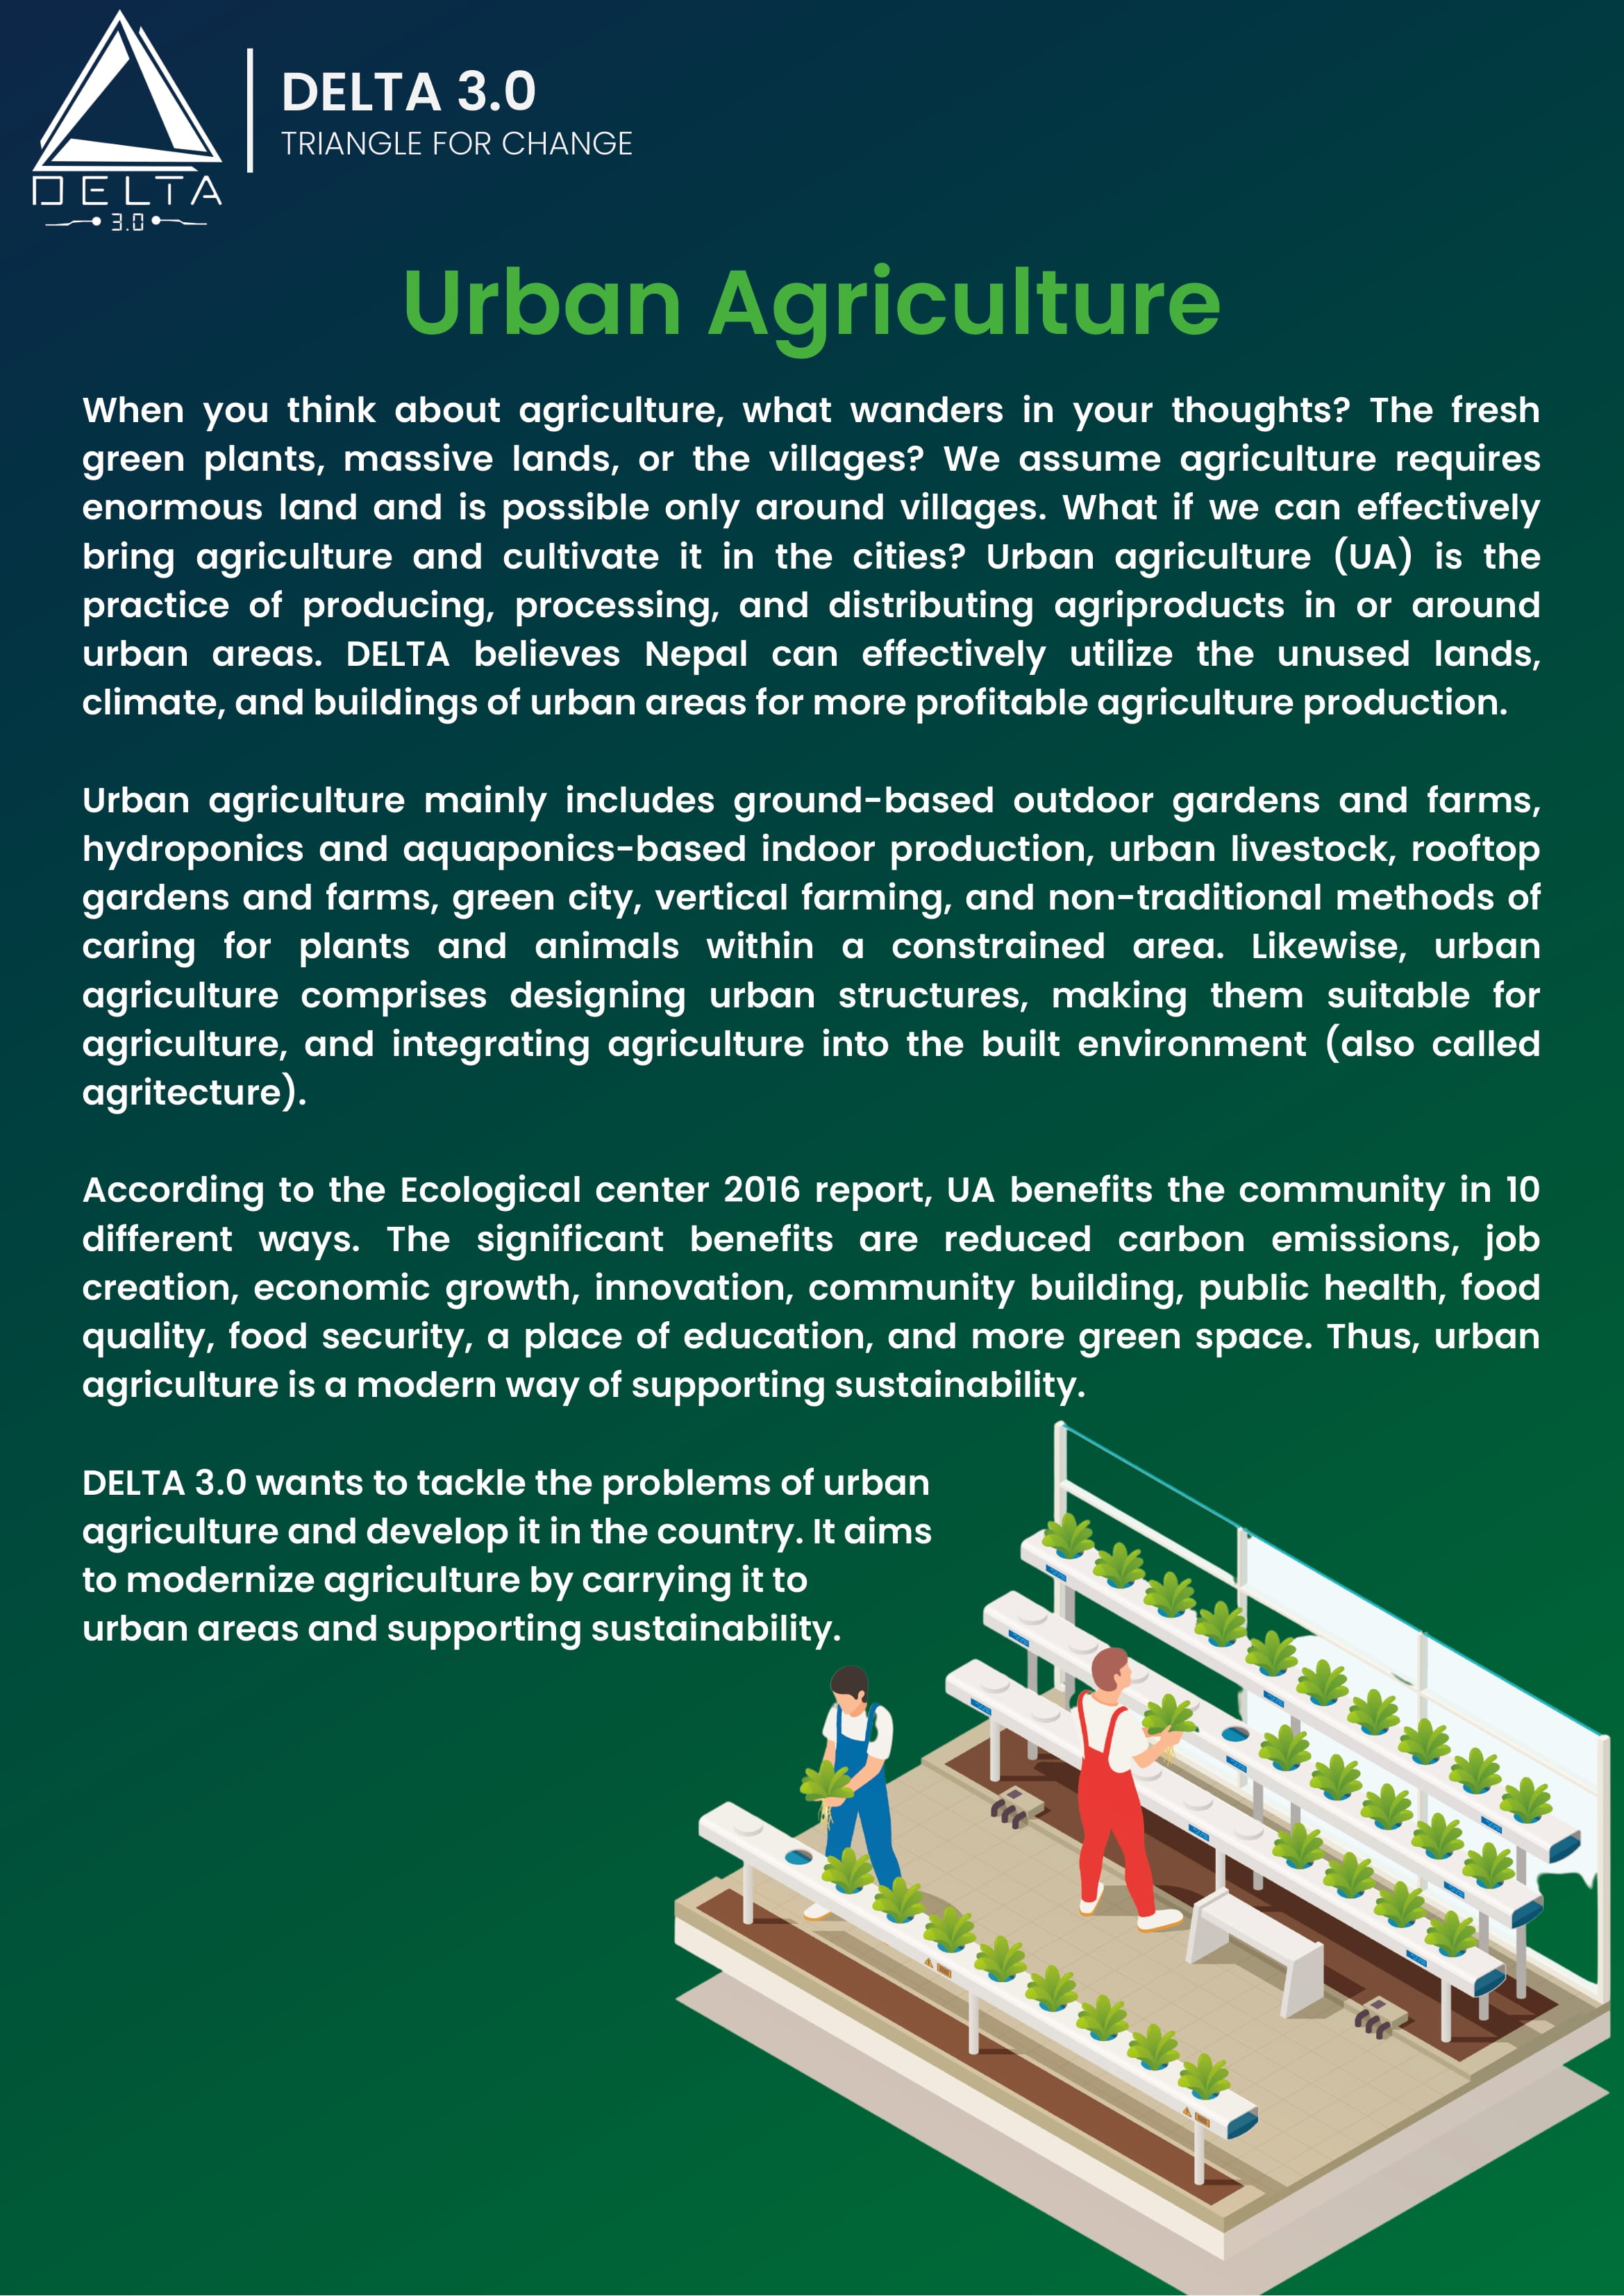 DELTA 3.0
TRIANGLE FOR CHANGE
DELTA
3.0
Urban Agriculture
When you think about agriculture, what wanders in your thoughts? The fresh
green plants, massive lands, or the villages? We assume agriculture requires
enormous land and is possible only around villages. What if we can effectively
bring agriculture and cultivate it in the cities? Urban agriculture (UA) is the
practice of producing, processing, and distributing agriproducts in or around
urban areas. DELTA believes Nepal can effectively utilize the unused lands,
climate, and buildings of urban areas for more profitable agriculture production.
Urban agriculture mainly includes ground-based outdoor gardens and farms,
hydroponics and aquaponics-based indoor production, urban livestock, rooftop
gardens and farms, green city, vertical farming, and non-traditional methods of
caring for plants and animals within a constrained area. Likewise, urban
agriculture comprises designing urban structures, making them suitable for
agriculture, and integrating agriculture into the built environment (also called
agritecture).
According to the Ecological center 2016 report, UA benefits the community in 10
different ways. The significant benefits are reduced carbon emissions, job
creation, economic growth, innovation, community building, public health, food
quality, food security, a place of education, and more green space. Thus, urban
agriculture is a modern way of supporting sustainability.
DELTA 3.0 wants to tackle the problems of urban
agriculture and develop it in the country. It aims
to modernize agriculture by carrying it to
urban areas and supporting sustainability.